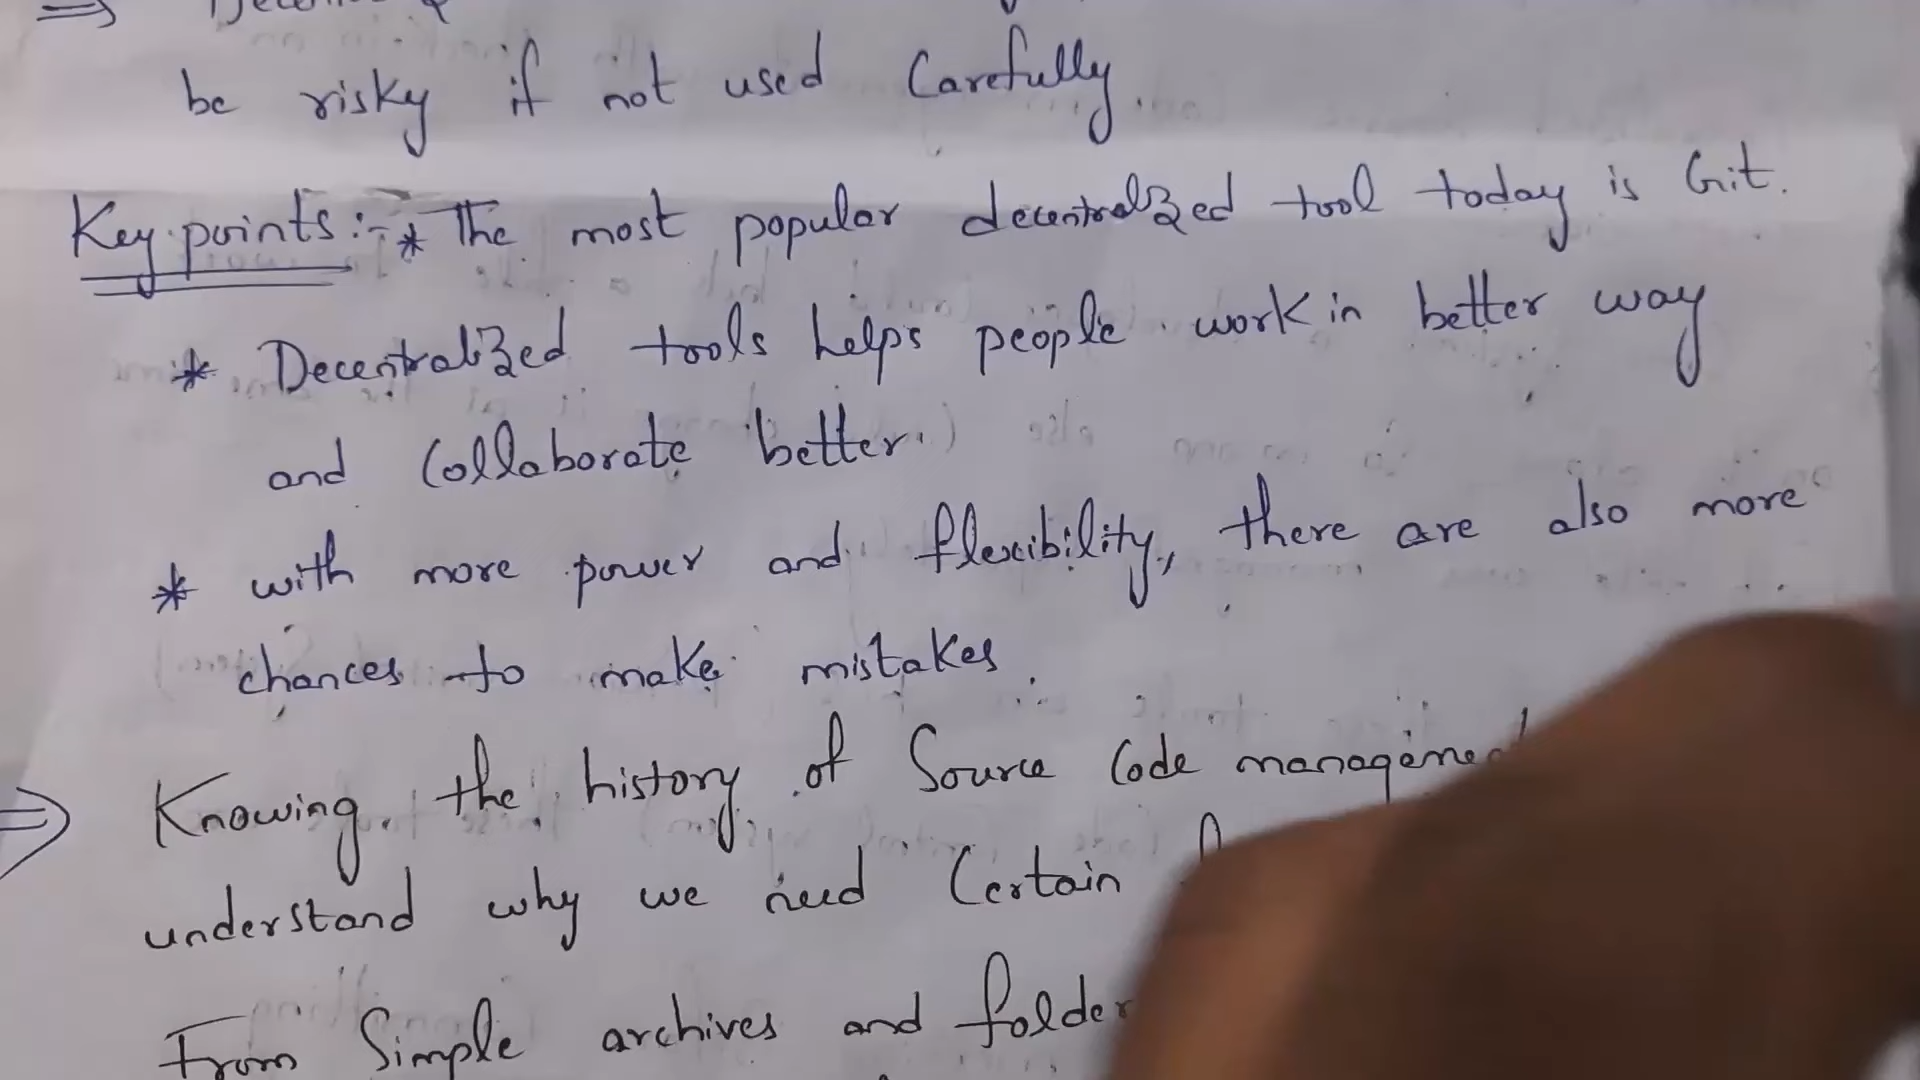 be risky if not used Carefully.
Key points :- * The most popular decentralized tool today is Git.
* Decentralized tools helps people work in better way
and Collaborate better.
* with more power and flexibility, there are also more
chances to make mistakes.
⇒ Knowing the history of Source Code
understand why we need Certain
From Simple archives and